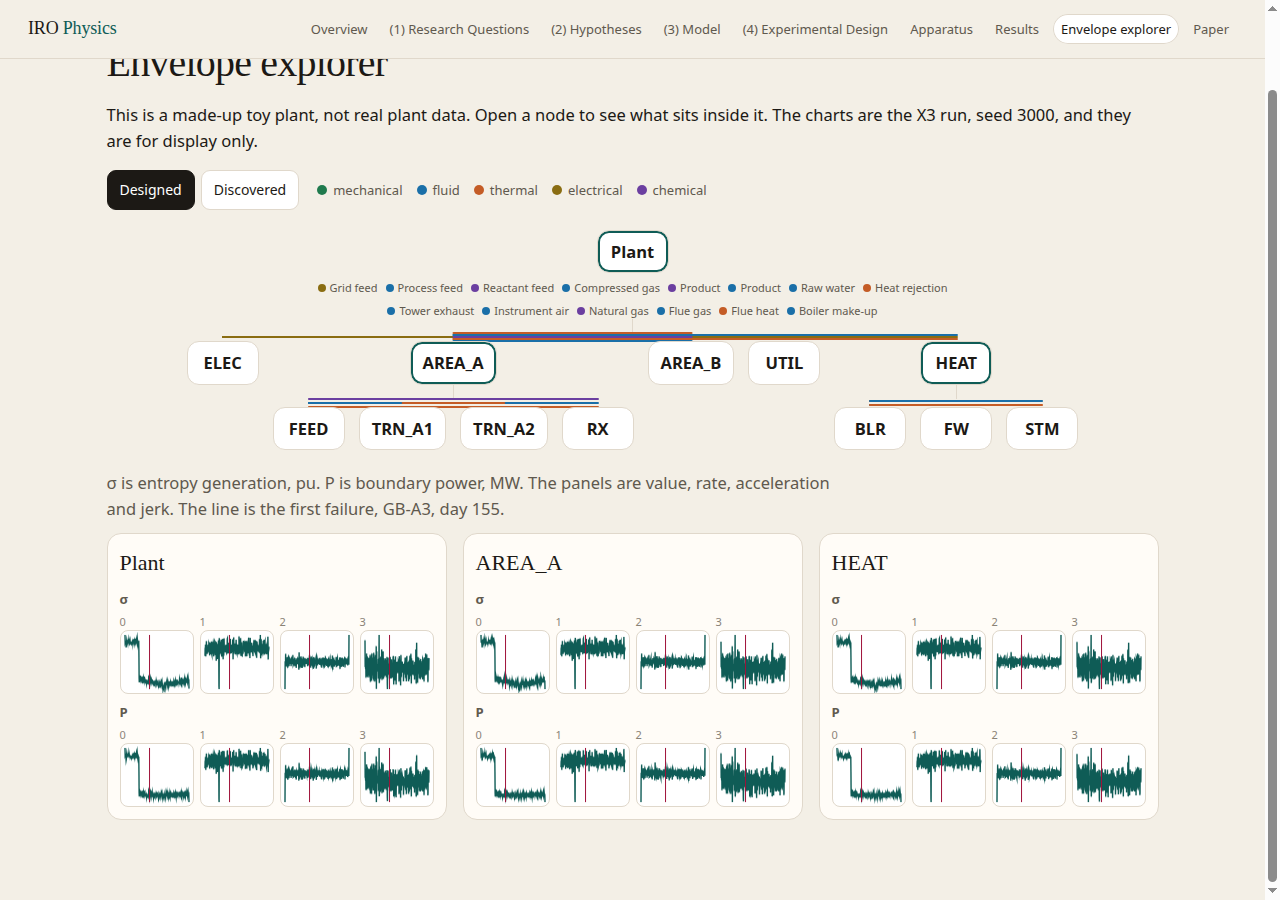 IRO Physics
Overview (1) Research Questions (2) Hypotheses (3) Model (4) Experimental Design Apparatus Results Envelope explorer Paper
Envelope explorer
This is a made-up toy plant, not real plant data. Open a node to see what sits inside it. The charts are the X3 run, seed 3000, and they
are for display only.
Designed Discovered mechanical fluid thermal electrical chemical
Plant
Grid feed Process feed Reactant feed Compressed gas Product Product Raw water Heat rejection
Tower exhaust Instrument air Natural gas Flue gas Flue heat Boiler make-up
ELEC AREA_A AREA_B UTIL HEAT
FEED TRN_A1 TRN_A2 RX BLR FW STM
σ is entropy generation, pu. P is boundary power, MW. The panels are value, rate, acceleration
and jerk. The line is the first failure, GB-A3, day 155.
Plant
σ
0 1 2 3
P
0 1 2 3
AREA_A
σ
0 1 2 3
P
0 1 2 3
HEAT
σ
0 1 2 3
P
0 1 2 3